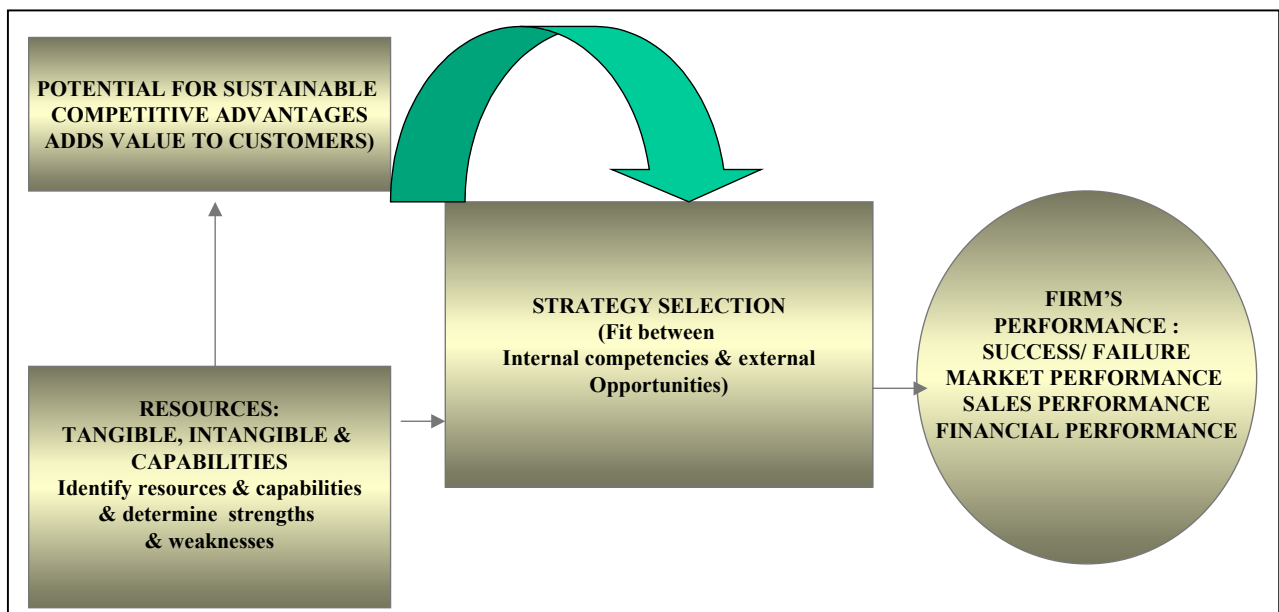 POTENTIAL FOR SUSTAINABLE
COMPETITIVE ADVANTAGES
ADDS VALUE TO CUSTOMERS)
RESOURCES:
TANGIBLE, INTANGIBLE &
CAPABILITIES
Identify resources & capabilities
& determine strengths
& weaknesses
STRATEGY SELECTION
(Fit between
Internal competencies & external
Opportunities)
FIRM’S
PERFORMANCE :
SUCCESS/ FAILURE
MARKET PERFORMANCE
SALES PERFORMANCE
FINANCIAL PERFORMANCE